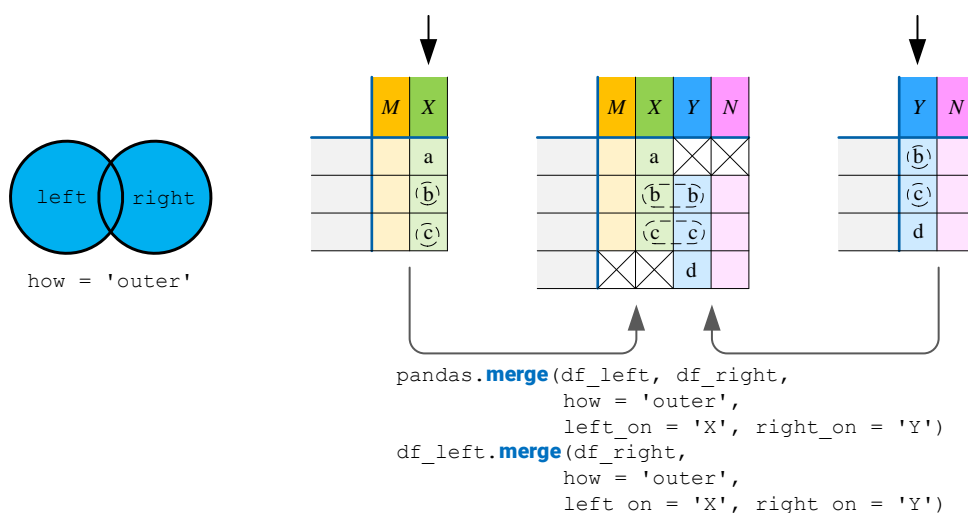 M X
a
b
c
M X Y N
a
b b
c c
d
Y N
b
c
d
left right
how = 'outer'
pandas.merge(df_left, df_right,
how = 'outer',
left_on = 'X', right_on = 'Y')
df_left.merge(df_right,
how = 'outer',
left_on = 'X', right_on = 'Y')